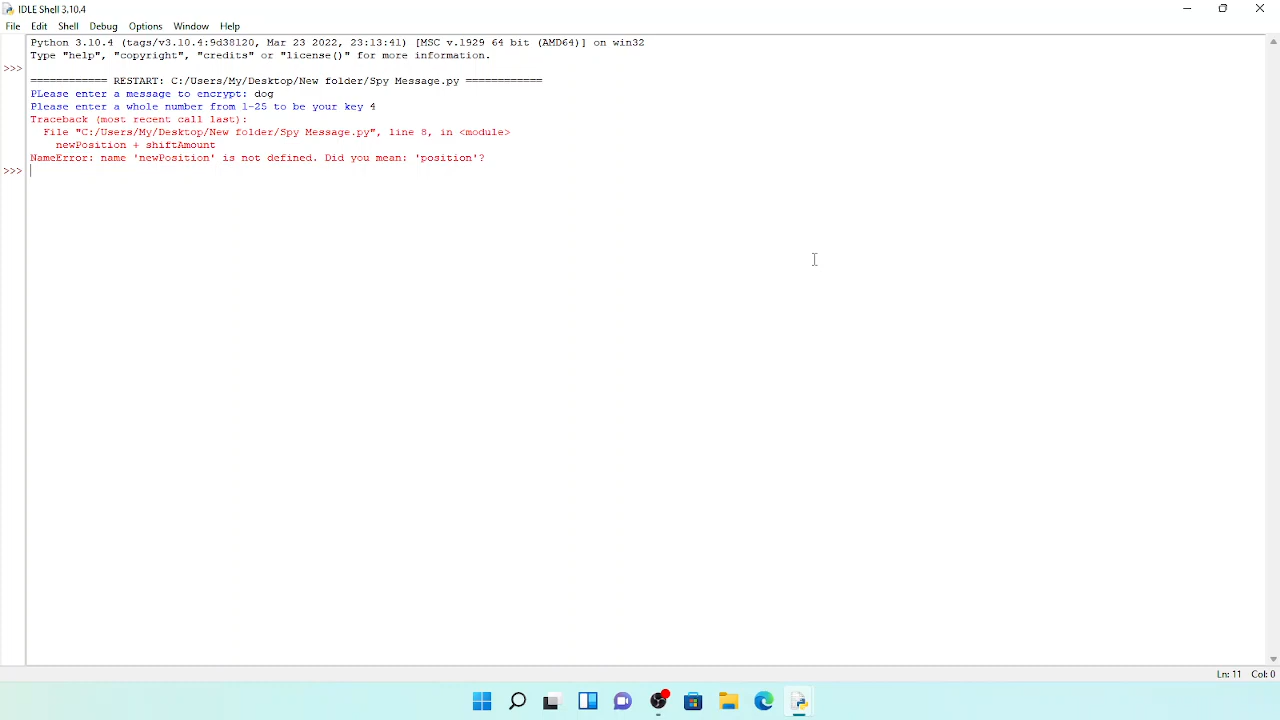 IDLE Shell 3.10.4
File Edit Shell Debug Options Window Help
Python 3.10.4 (tags/v3.10.4:9d38120, Mar 23 2022, 23:13:41) [MSC v.1929 64 bit (AMD64)] on win32
Type "help", "copyright", "credits" or "license()" for more information.
>>>
============ RESTART: C:/Users/My/Desktop/New folder/Spy Message.py ============
PLease enter a message to encrypt: dog
Please enter a whole number from 1-25 to be your key 4
Traceback (most recent call last):
File "C:/Users/My/Desktop/New folder/Spy Message.py", line 8, in <module>
newPosition + shiftAmount
NameError: name 'newPosition' is not defined. Did you mean: 'position'?
>>>
Ln: 11 Col: 0